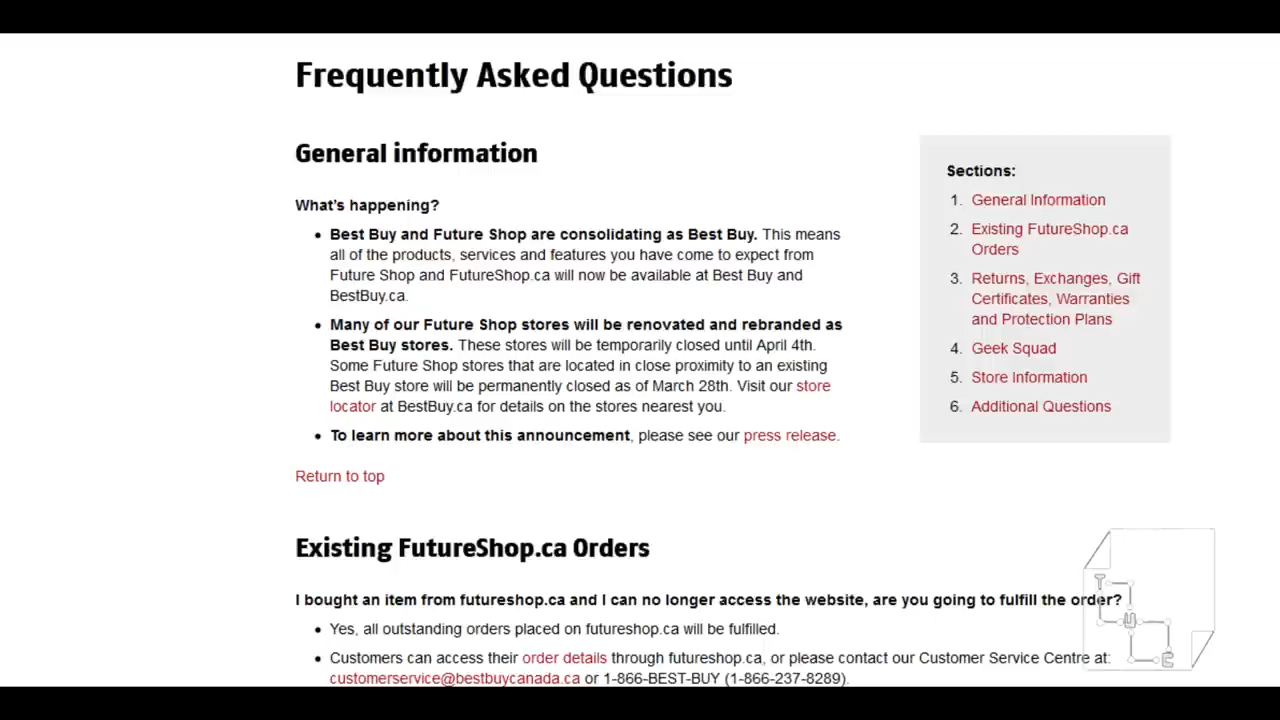 Frequently Asked Questions
General information
What's happening?
• Best Buy and Future Shop are consolidating as Best Buy. This means
all of the products, services and features you have come to expect from
Future Shop and FutureShop.ca will now be available at Best Buy and
BestBuy.ca.
• Many of our Future Shop stores will be renovated and rebranded as
Best Buy stores. These stores will be temporarily closed until April 4th.
Some Future Shop stores that are located in close proximity to an existing
Best Buy store will be permanently closed as of March 28th. Visit our store
locator at BestBuy.ca for details on the stores nearest you.
• To learn more about this announcement, please see our press release.
Return to top
Sections:
1. General Information
2. Existing FutureShop.ca
Orders
3. Returns, Exchanges, Gift
Certificates, Warranties
and Protection Plans
4. Geek Squad
5. Store Information
6. Additional Questions
Existing FutureShop.ca Orders
I bought an item from futureshop.ca and I can no longer access the website, are you going to fulfill the order?
• Yes, all outstanding orders placed on futureshop.ca will be fulfilled.
• Customers can access their order details through futureshop.ca, or please contact our Customer Service Centre at:
customerservice@bestbuycanada.ca or 1-866-BEST-BUY (1-866-237-8289).